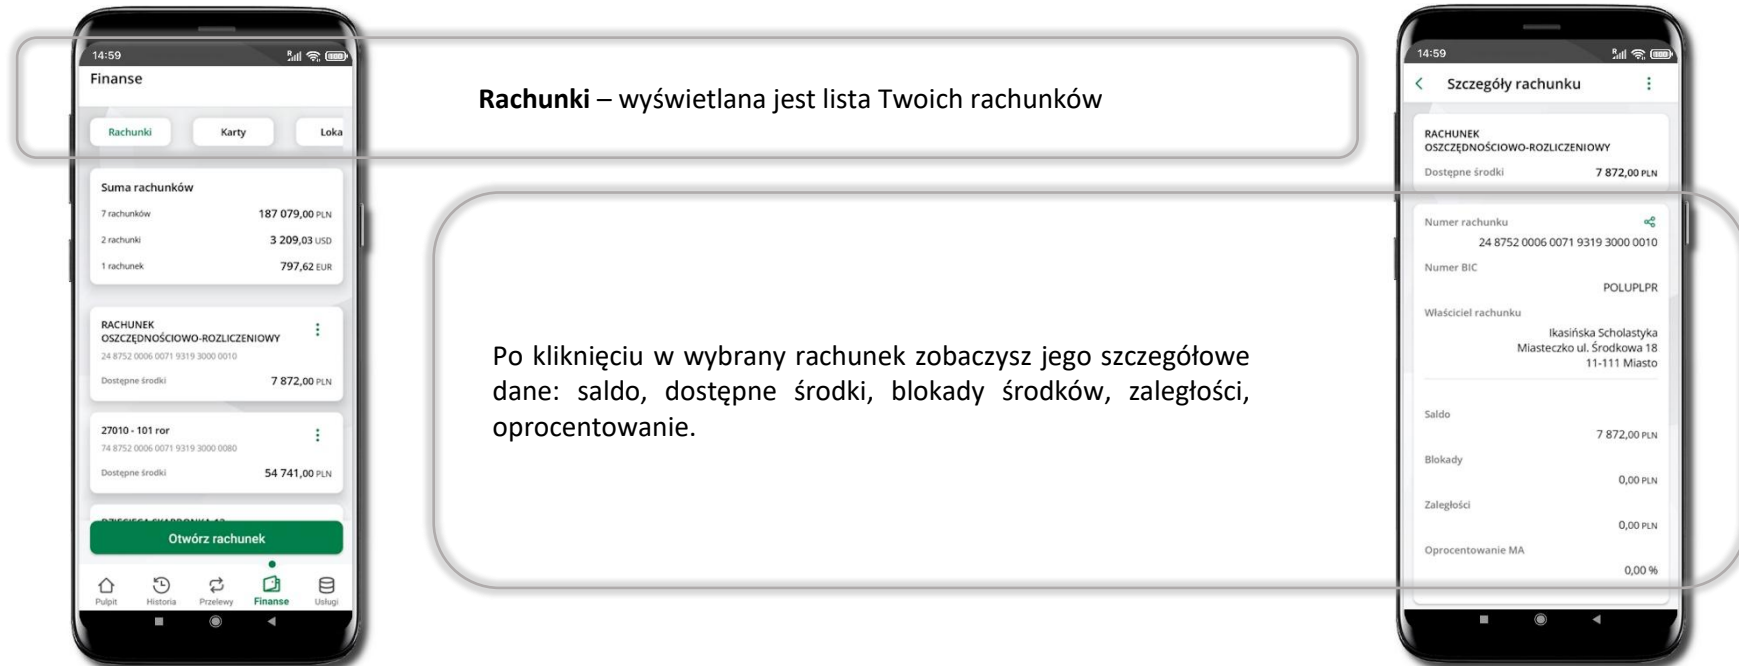 14:59
Finanse
Rachunki Karty Loka
Suma rachunków
7 rachunków 187 079,00 PLN
2 rachunki 3 209,03 USD
1 rachunek 797,62 EUR
RACHUNEK
OSZCZĘDNOŚCIOWO-ROZLICZENIOWY
24 8752 0006 0071 9319 3000 0010
Dostępne środki 7 872,00 PLN
27010 - 101 ror
74 8752 0006 0071 9319 3000 0080
Dostępne środki 54 741,00 PLN
Otwórz rachunek
Pulpit Historia Przelewy Finanse Usługi
Rachunki – wyświetlana jest lista Twoich rachunków
Po kliknięciu w wybrany rachunek zobaczysz jego szczegółowe
dane: saldo, dostępne środki, blokady środków, zaległości,
oprocentowanie.
14:59
Szczegóły rachunku
RACHUNEK
OSZCZĘDNOŚCIOWO-ROZLICZENIOWY
Dostępne środki 7 872,00 PLN
Numer rachunku
24 8752 0006 0071 9319 3000 0010
Numer BIC
POLUPLPR
Właściciel rachunku
Ikasińska Scholastyka
Miasteczko ul. Środkowa 18
11-111 Miasto
Saldo
7 872,00 PLN
Blokady
0,00 PLN
Zaległości
0,00 PLN
Oprocentowanie MA
0,00 %